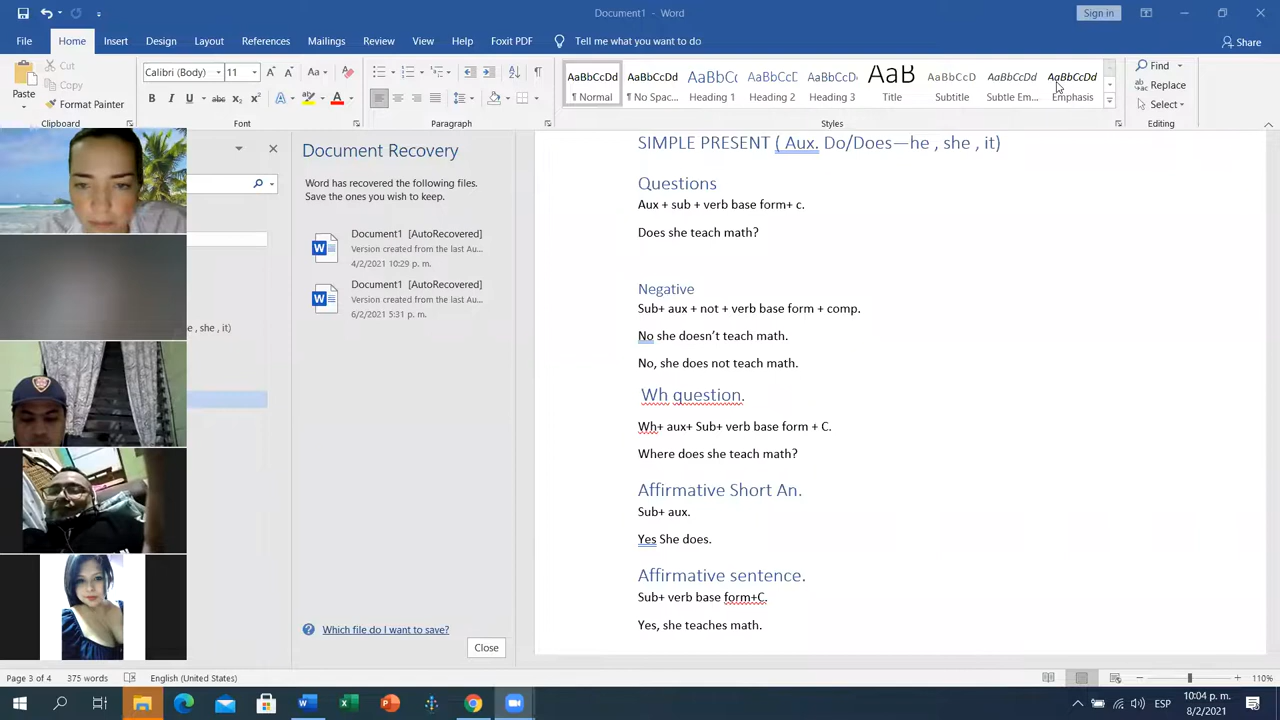 Document1 - Word
Sign in
File Home Insert Design Layout References Mailings Review View Help Foxit PDF Tell me what you want to do
Share
Paste
Cut
Copy
Format Painter
Clipboard
Calibri (Body) 11
B I U abc x2 x2 A A
Font
Paragraph
AaBbCcDd
¶ Normal
AaBbCcDd
¶ No Spac...
AaBbCc
Heading 1
AaBbCcD
Heading 2
AaBbCcDc
Heading 3
AaB
Title
AaBbCcD
Subtitle
AaBbCcDd
Subtle Em...
AaBbCcDd
Emphasis
Styles
Find
Replace
Select
Editing
e , she , it)
Document Recovery
Word has recovered the following files.
Save the ones you wish to keep.
Document1 [AutoRecovered]
Version created from the last Au...
4/2/2021 10:29 p. m.
Document1 [AutoRecovered]
Version created from the last Au...
6/2/2021 5:31 p. m.
Which file do I want to save?
Close
SIMPLE PRESENT ( Aux. Do/Does—he , she , it)
Questions
Aux + sub + verb base form+ c.
Does she teach math?
Negative
Sub+ aux + not + verb base form + comp.
No she doesn’t teach math.
No, she does not teach math.
Wh question.
Wh+ aux+ Sub+ verb base form + C.
Where does she teach math?
Affirmative Short An.
Sub+ aux.
Yes She does.
Affirmative sentence.
Sub+ verb base form+C.
Yes, she teaches math.
Page 3 of 4 375 words English (United States)
110%
ESP
10:04 p. m.
8/2/2021